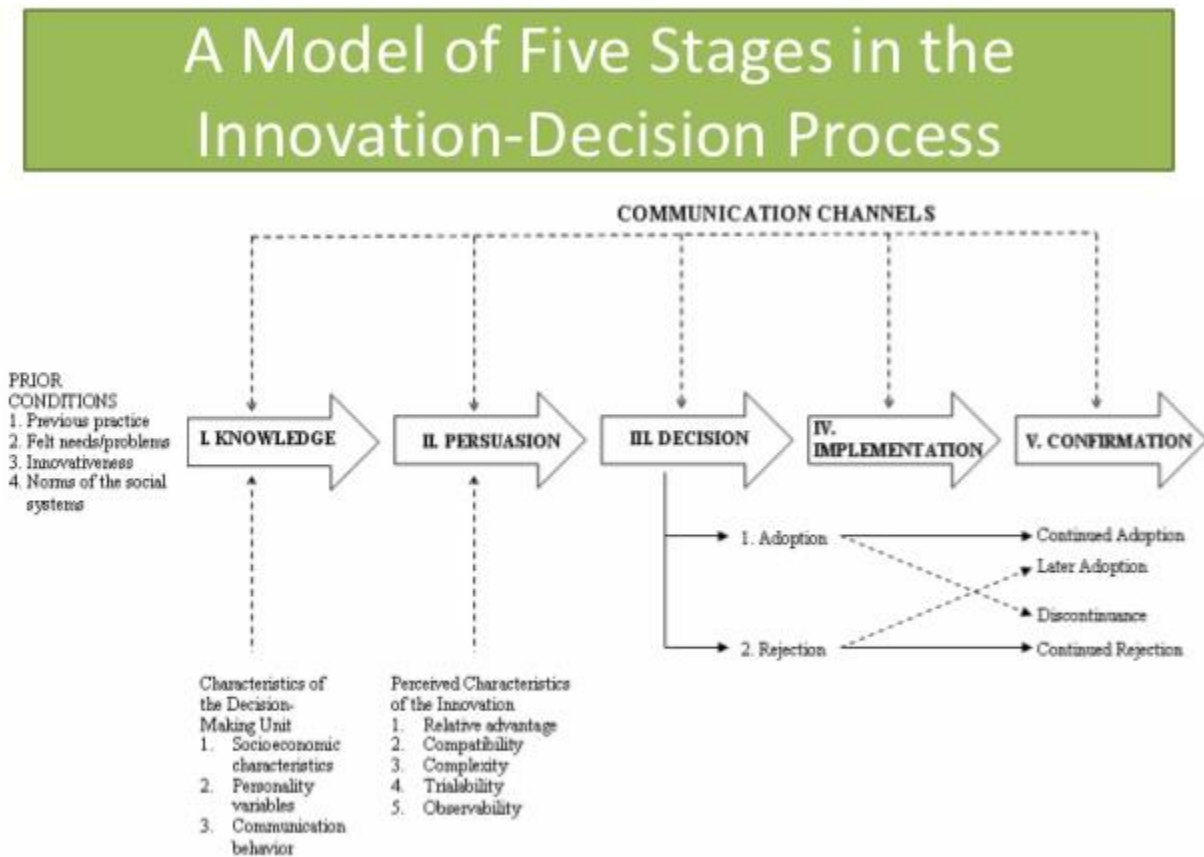 A Model of Five Stages in the
Innovation-Decision Process
COMMUNICATION CHANNELS
PRIOR
CONDITIONS
1. Previous practice
2. Felt needs/problems
3. Innovativeness
4. Norms of the social
systems
I. KNOWLEDGE
II. PERSUASION
III. DECISION
IV.
IMPLEMENTATION
V. CONFIRMATION
1. Adoption
2. Rejection
Continued Adoption
Later Adoption
Discontinuance
Continued Rejection
Characteristics of
the Decision-
Making Unit
1. Socioeconomic
characteristics
2. Personality
variables
3. Communication
behavior
Perceived Characteristics
of the Innovation
1. Relative advantage
2. Compatibility
3. Complexity
4. Trialability
5. Observability